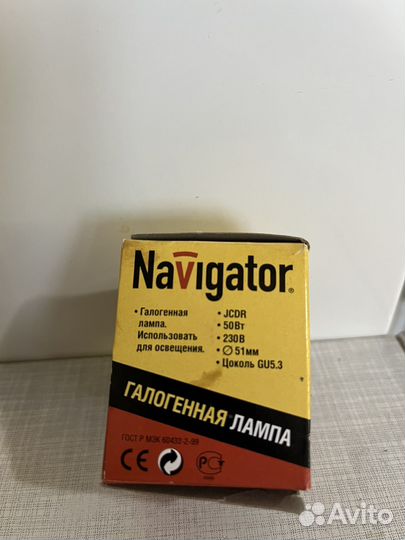 Navigator®
• Галогенная
лампа.
Использовать
для освещения.
• JCDR
• 50Вт
• 230В
• ∅ 51мм
• Цоколь GU5.3
ГАЛОГЕННАЯ ЛАМПА
ГОСТ Р МЭК 60432-2-99
CE
Avito